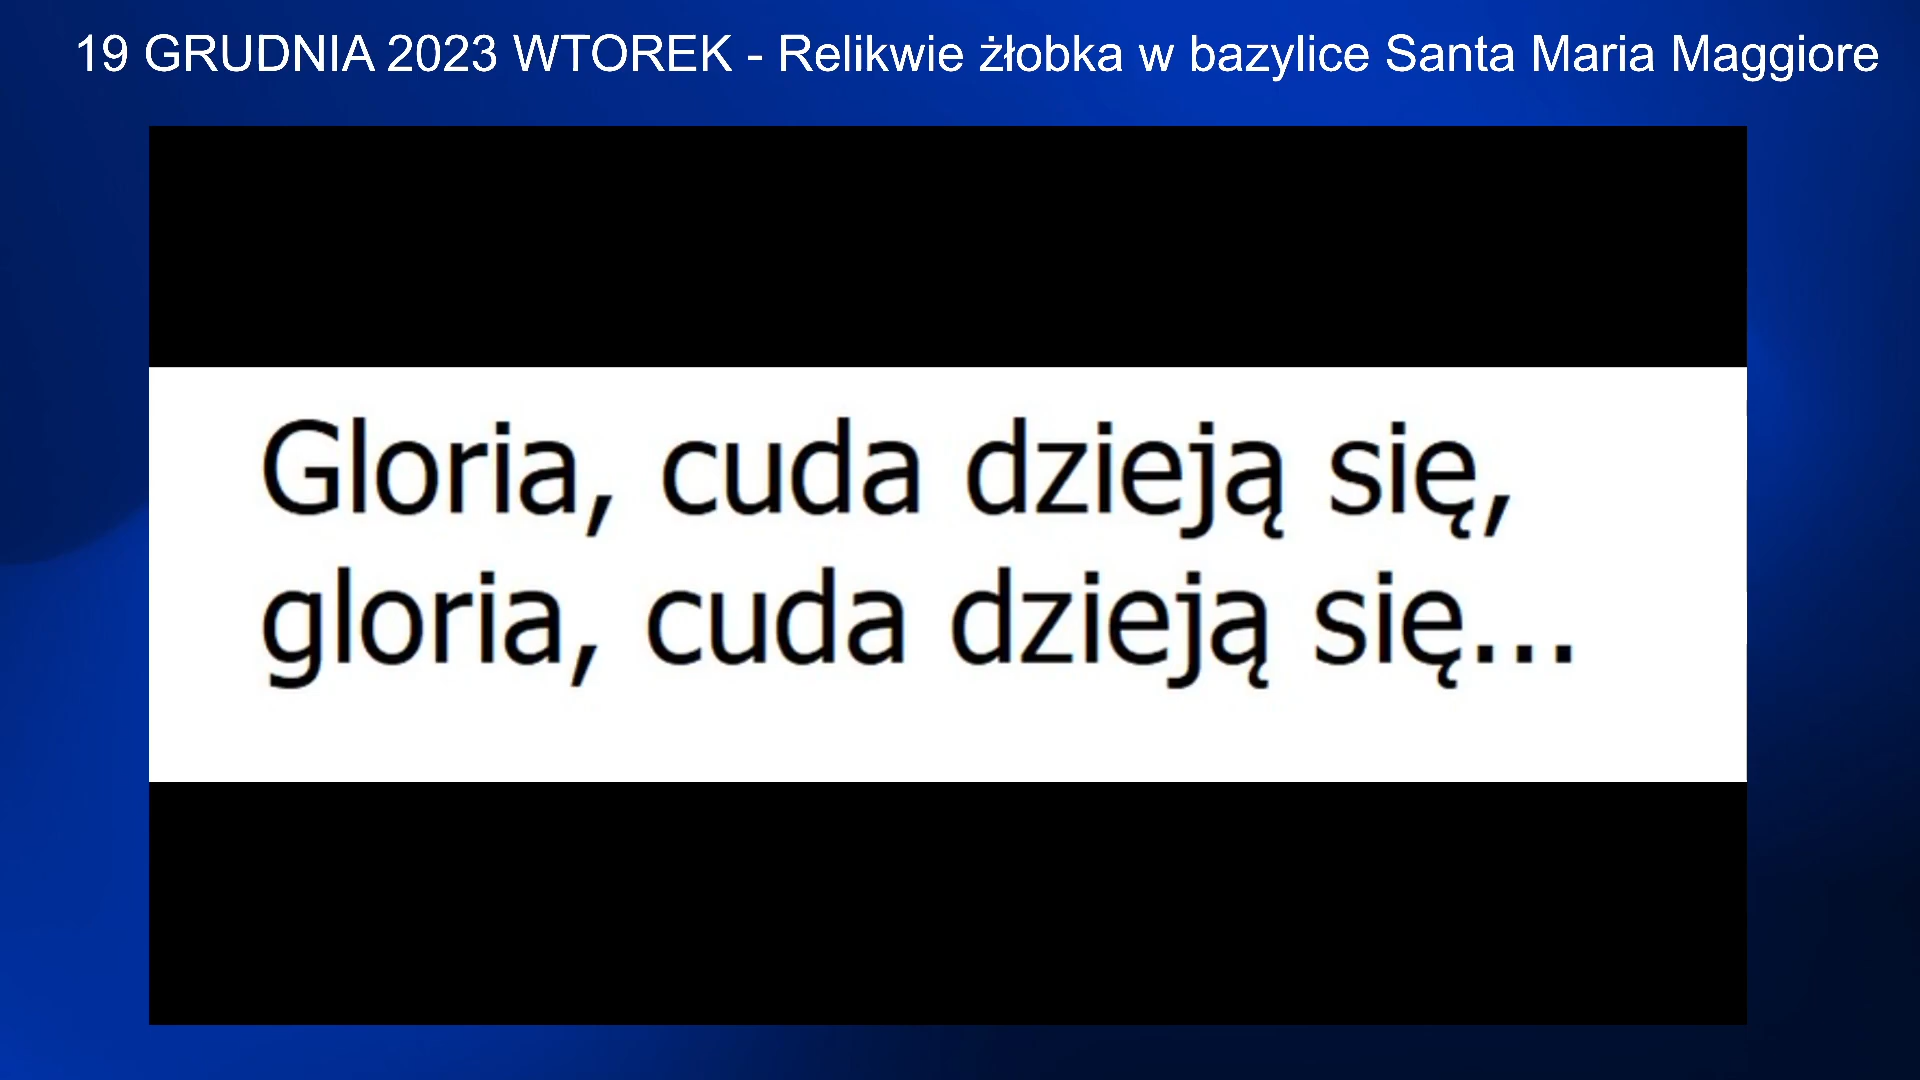 19 GRUDNIA 2023 WTOREK - Relikwie żłobka w bazylice Santa Maria Maggiore
Gloria, cuda dzieją się,
gloria, cuda dzieją się...